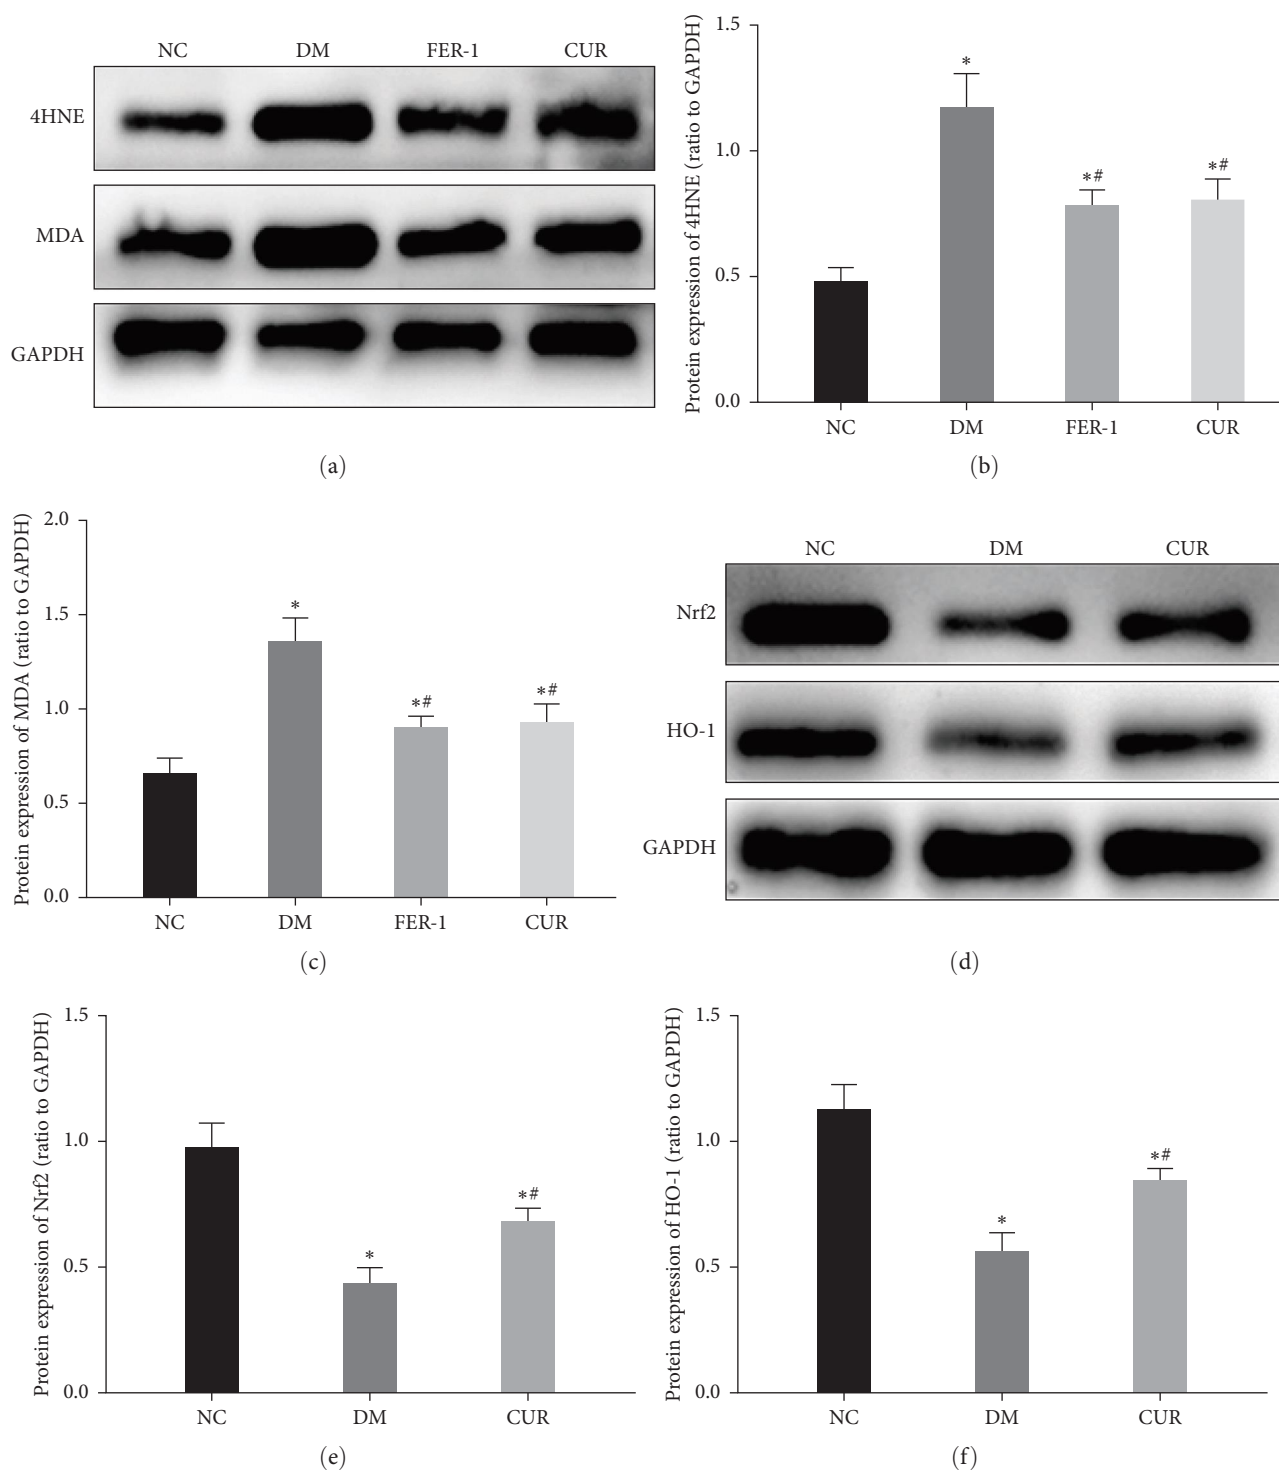 NC DM FER-1 CUR
4HNE
MDA
GAPDH
(a)
Protein expression of 4HNE (ratio to GAPDH)
1.5
1.0
0.5
0.0
*
*#
*#
NC DM FER-1 CUR
(b)
Protein expression of MDA (ratio to GAPDH)
2.0
1.5
1.0
0.5
0.0
*
*#
*#
NC DM FER-1 CUR
(c)
NC DM CUR
Nrf2
HO-1
GAPDH
(d)
Protein expression of Nrf2 (ratio to GAPDH)
1.5
1.0
0.5
0.0
*
*#
NC DM CUR
(e)
Protein expression of HO-1 (ratio to GAPDH)
1.5
1.0
0.5
0.0
*
*#
NC DM CUR
(f)